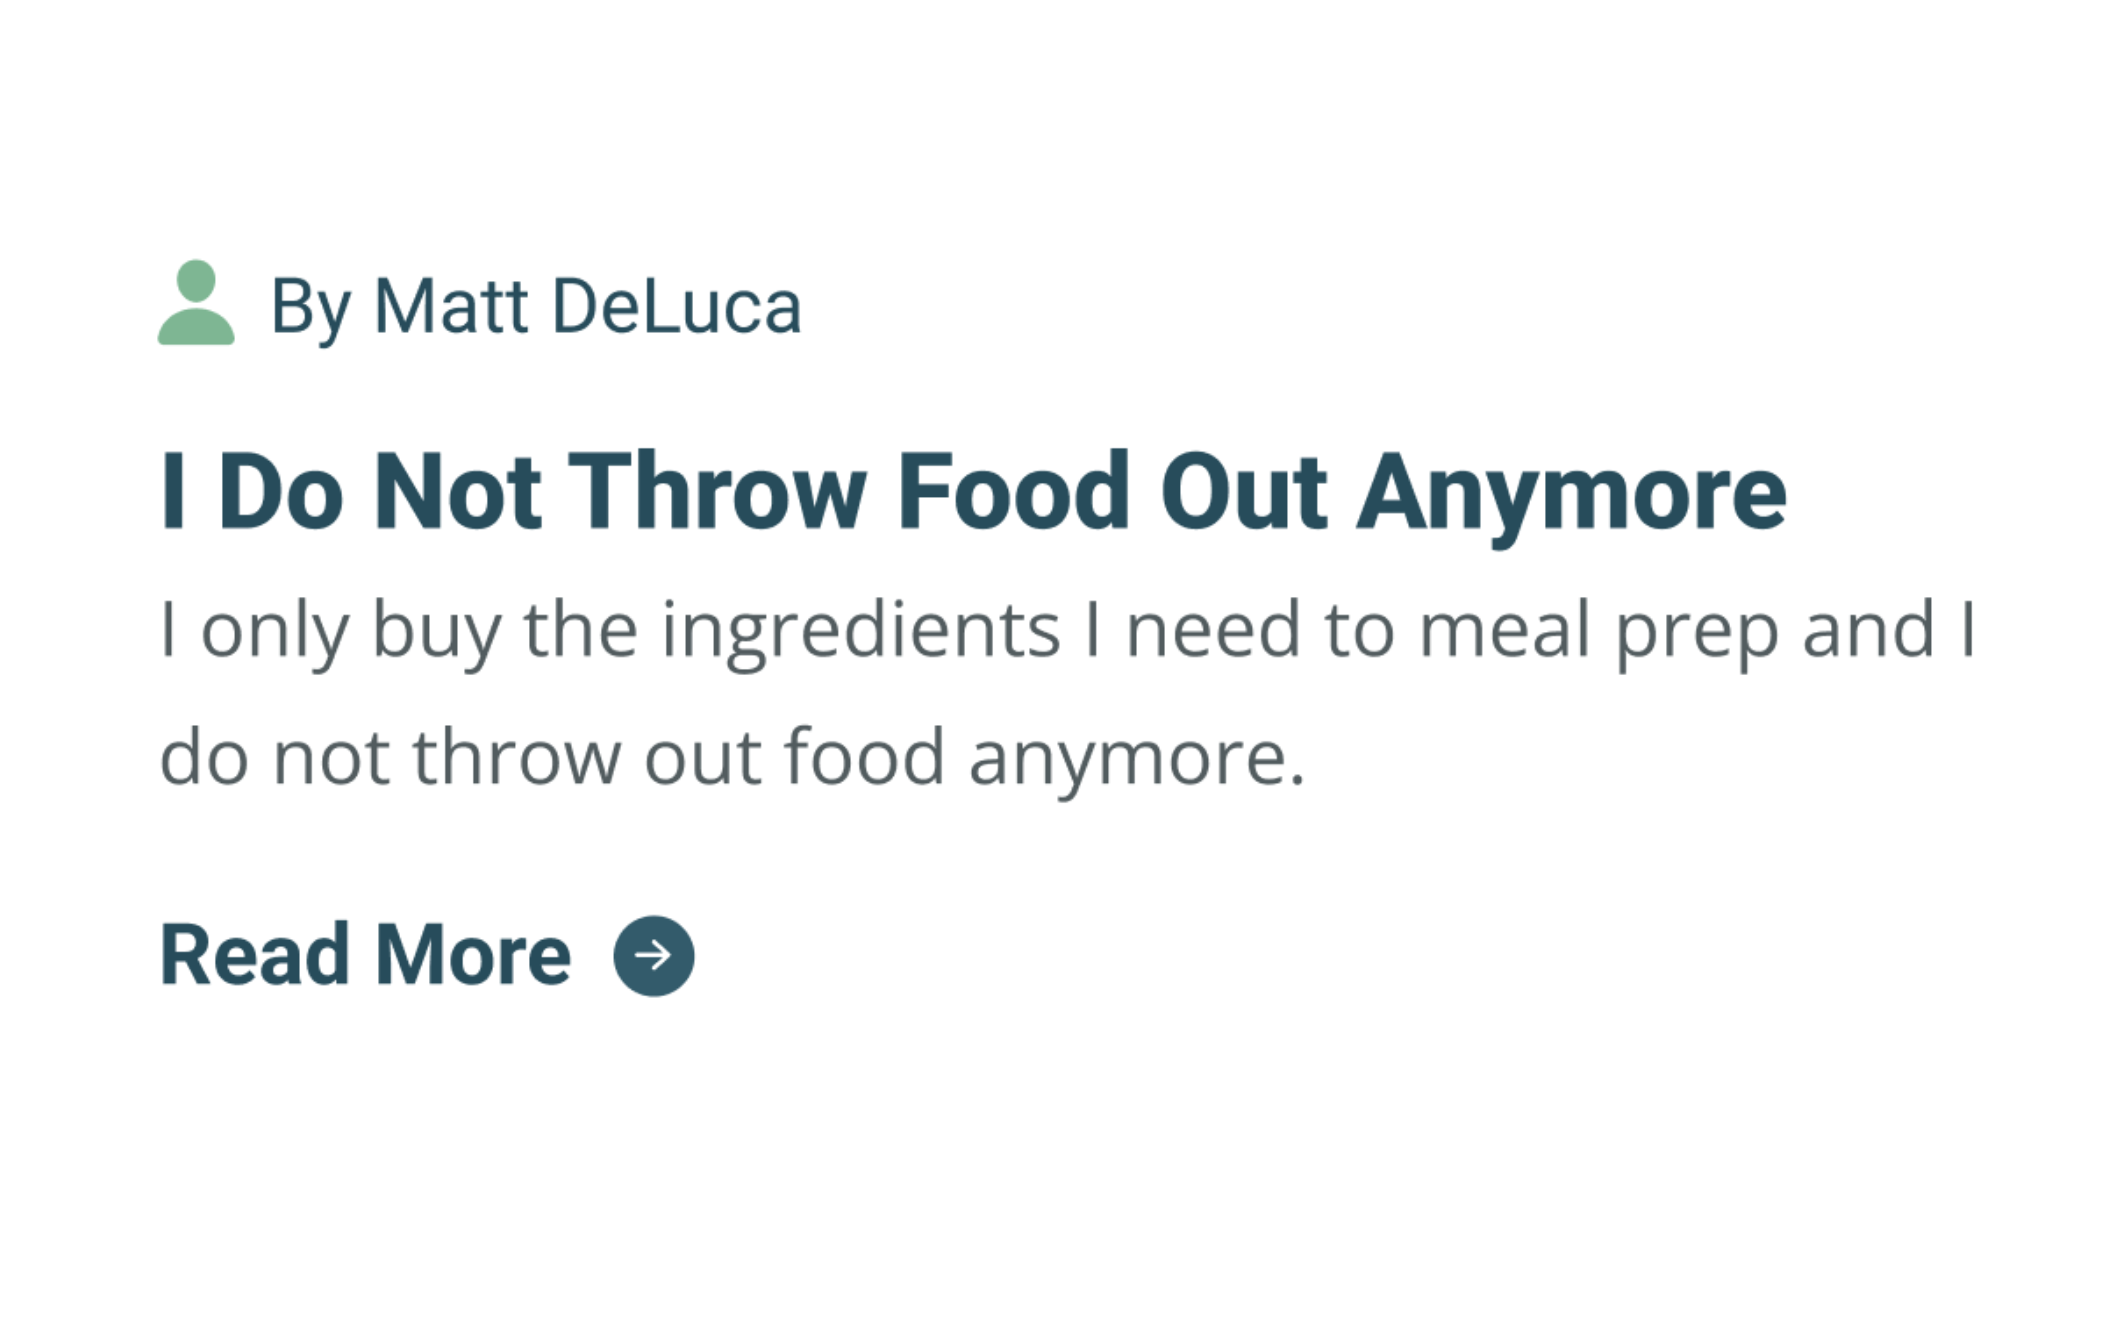 By Matt DeLuca
I Do Not Throw Food Out Anymore
I only buy the ingredients I need to meal prep and I
do not throw out food anymore.
Read More